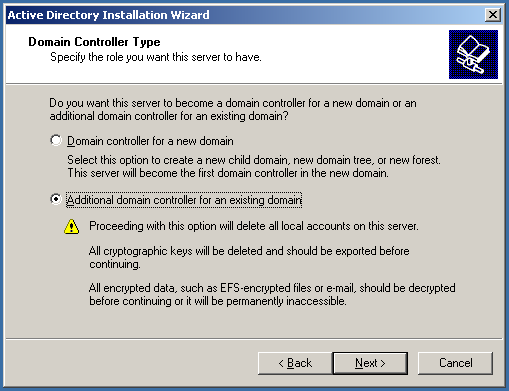 Active Directory Installation Wizard
Domain Controller Type
Specify the role you want this server to have.
Do you want this server to become a domain controller for a new domain or an
additional domain controller for an existing domain?
Domain controller for a new domain
Select this option to create a new child domain, new domain tree, or new forest.
This server will become the first domain controller in the new domain.
Additional domain controller for an existing domain
Proceeding with this option will delete all local accounts on this server.
All cryptographic keys will be deleted and should be exported before
continuing.
All encrypted data, such as EFS-encrypted files or e-mail, should be decrypted
before continuing or it will be permanently inaccessible.
< Back
Next >
Cancel